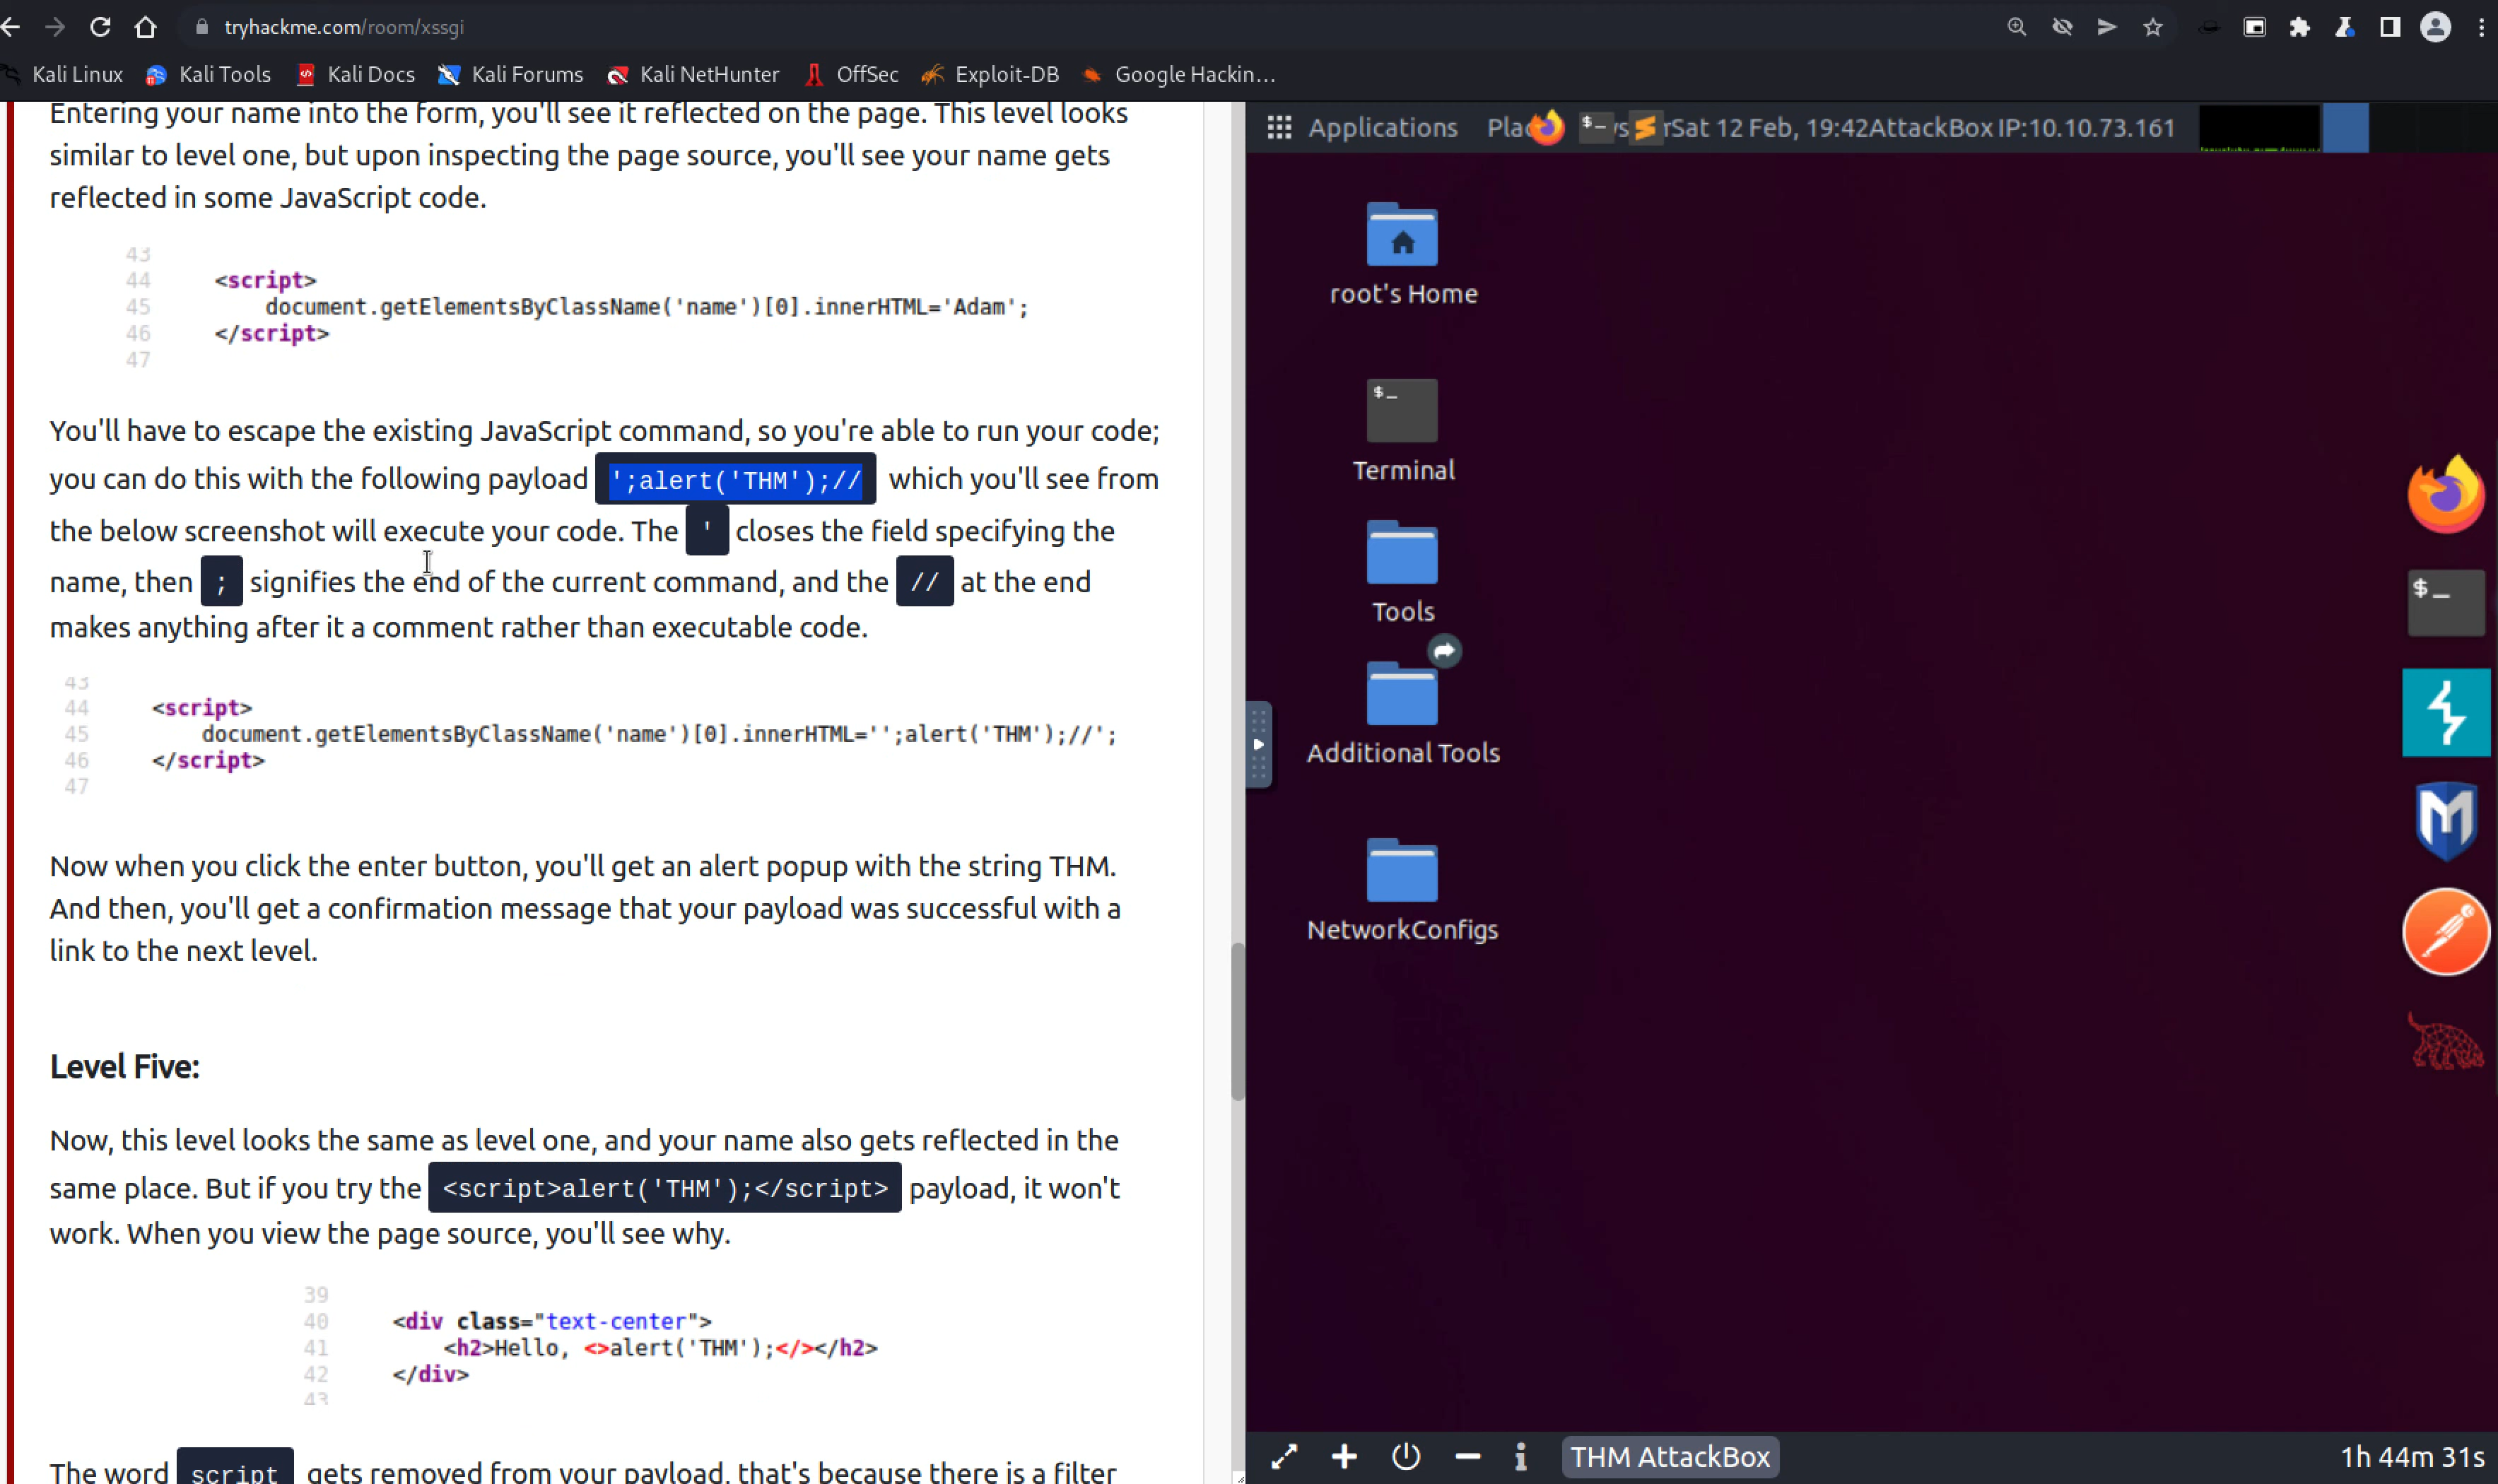 tryhackme.com/room/xssgi
Kali Linux Kali Tools Kali Docs Kali Forums Kali NetHunter OffSec Exploit-DB Google Hackin…
Entering your name into the form, you'll see it reflected on the page. This level looks
similar to level one, but upon inspecting the page source, you'll see your name gets
reflected in some JavaScript code.
43
44 <script>
45 document.getElementsByClassName('name')[0].innerHTML='Adam';
46 </script>
47
You'll have to escape the existing JavaScript command, so you're able to run your code;
you can do this with the following payload ';alert('THM');// which you'll see from
the below screenshot will execute your code. The ' closes the field specifying the
name, then ; signifies the end of the current command, and the // at the end
makes anything after it a comment rather than executable code.
43
44 <script>
45 document.getElementsByClassName('name')[0].innerHTML='';alert('THM');//';
46 </script>
47
Now when you click the enter button, you'll get an alert popup with the string THM.
And then, you'll get a confirmation message that your payload was successful with a
link to the next level.
Level Five:
Now, this level looks the same as level one, and your name also gets reflected in the
same place. But if you try the <script>alert('THM');</script> payload, it won't
work. When you view the page source, you'll see why.
39
40 <div class="text-center">
41 <h2>Hello, <>alert('THM');</></h2>
42 </div>
43
The word script gets removed from your payload, that's because there is a filter
Applications Sat 12 Feb, 19:42 AttackBox IP:10.10.73.161
root's Home
$_
Terminal
Tools
Additional Tools
NetworkConfigs
$_
THM AttackBox
1h 44m 31s